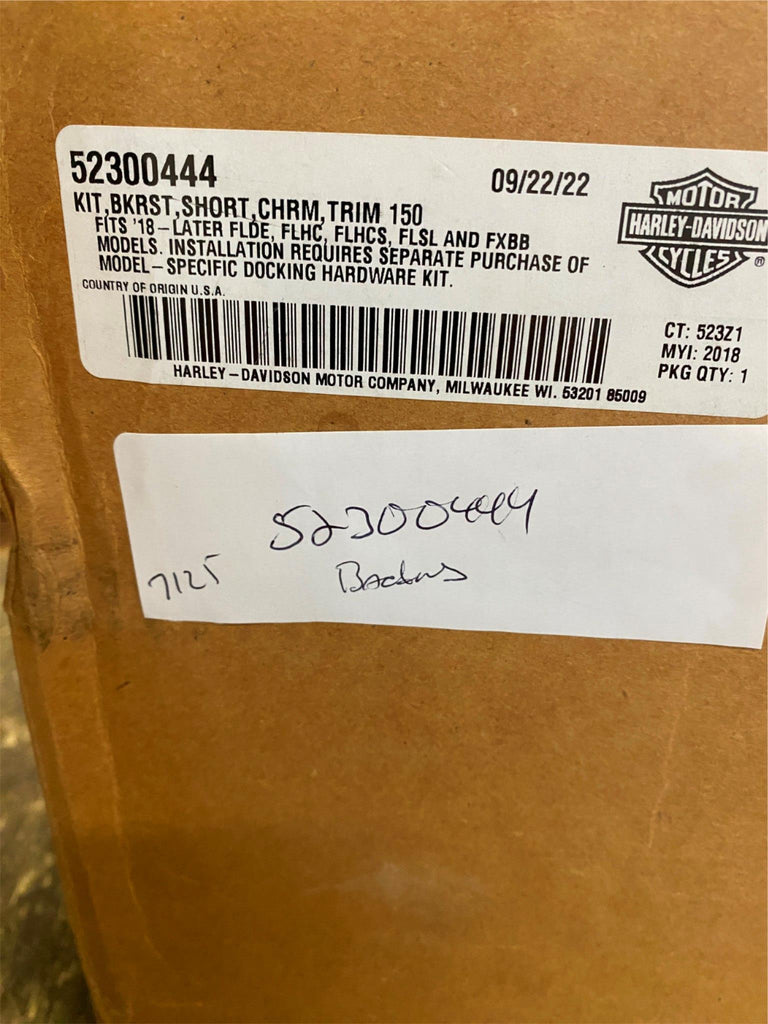 52300444
09/22/22
KIT,BKRST,SHORT,CHRM,TRIM 150
FITS '18-LATER FLDE, FLHC, FLHCS, FLSL AND FXBB
MODELS. INSTALLATION REQUIRES SEPARATE PURCHASE OF
MODEL-SPECIFIC DOCKING HARDWARE KIT.
COUNTRY OF ORIGIN U.S.A.
MOTOR
HARLEY-DAVIDSON
CYCLES®
CT: 523Z1
MYI: 2018
PKG QTY: 1
HARLEY-DAVIDSON MOTOR COMPANY, MILWAUKEE WI. 53201 85009
52300444
7125